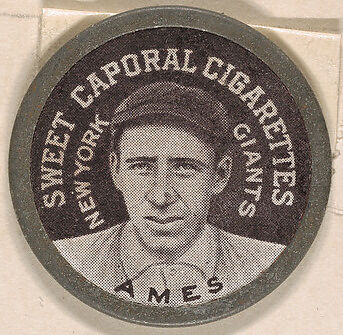 SWEET CAPORAL CIGARETTES
NEW YORK
GIANTS
AMES